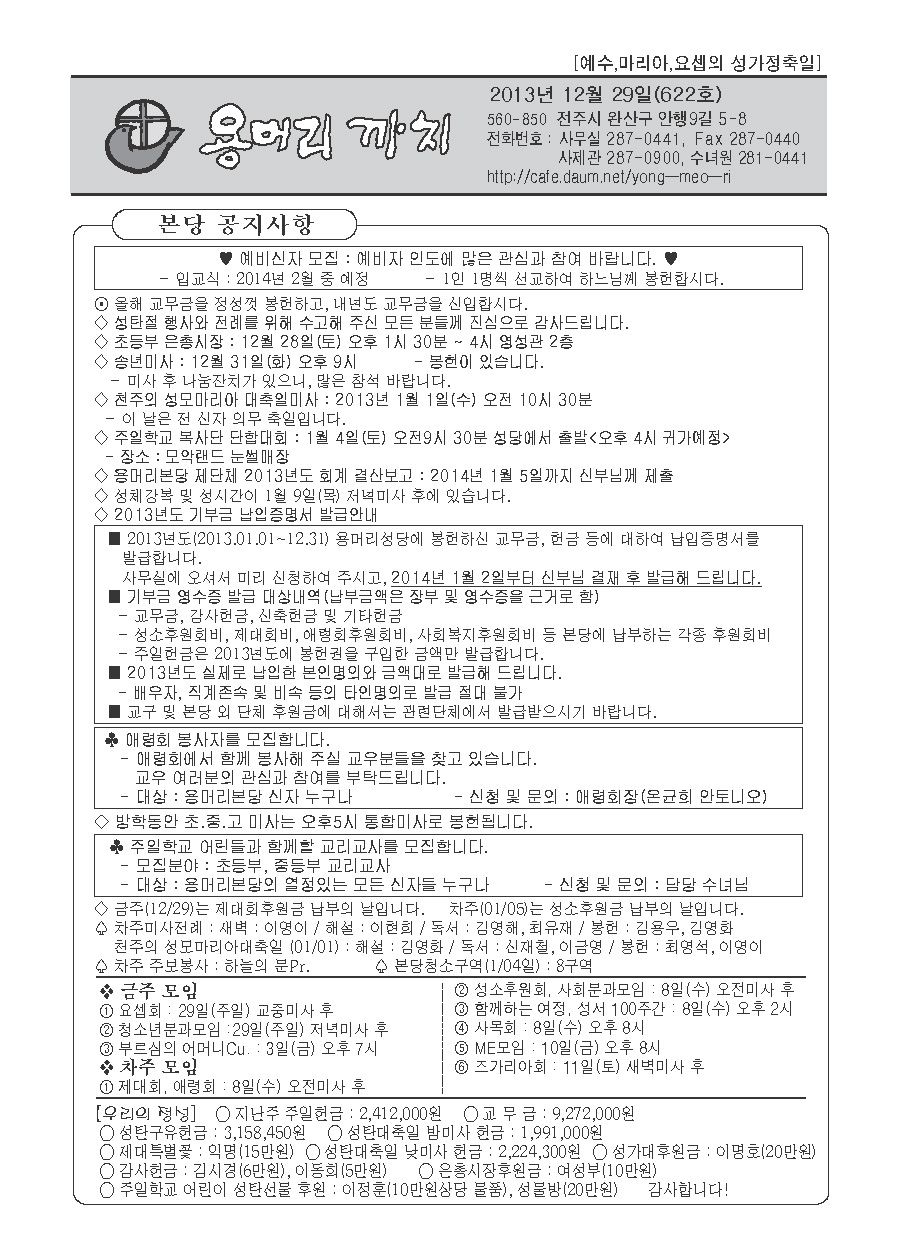 [예수,마리아,요셉의 성가정축일]
용머리 까치
2013년 12월 29일(622호)
560-850 전주시 완산구 안행9길 5-8
전화번호 : 사무실 287-0441, Fax 287-0440
사제관 287-0900, 수녀원 281-0441
http://cafe.daum.net/yong—meo—ri
본당 공지사항
♥ 예비신자 모집 : 예비자 인도에 많은 관심과 참여 바랍니다. ♥
- 입교식 : 2014년 2월 중 예정 - 1인 1명씩 선교하여 하느님께 봉헌합시다.
⊙ 올해 교무금을 정성껏 봉헌하고, 내년도 교무금을 신입합시다.
◇ 성탄절 행사와 전례를 위해 수고해 주신 모든 분들께 진심으로 감사드립니다.
◇ 초등부 은총시장 : 12월 28일(토) 오후 1시 30분 ~ 4시 영성관 2층
◇ 송년미사 : 12월 31일(화) 오후 9시 - 봉헌이 있습니다.
- 미사 후 나눔잔치가 있으니, 많은 참석 바랍니다.
◇ 천주의 성모마리아 대축일미사 : 2013년 1월 1일(수) 오전 10시 30분
- 이 날은 전 신자 의무 축일입니다.
◇ 주일학교 복사단 단합대회 : 1월 4일(토) 오전9시 30분 성당에서 출발<오후 4시 귀가예정>
- 장소 : 모악랜드 눈썰매장
◇ 용머리본당 제단체 2013년도 회계 결산보고 : 2014년 1월 5일까지 신부님께 제출
◇ 성체강복 및 성시간이 1월 9일(목) 저녁미사 후에 있습니다.
◇ 2013년도 기부금 납입증명서 발급안내
■ 2013년도(2013.01.01~12.31) 용머리성당에 봉헌하신 교무금, 헌금 등에 대하여 납입증명서를
발급합니다.
사무실에 오셔서 미리 신청하여 주시고, 2014년 1월 2일부터 신부님 결재 후 발급해 드립니다.
■ 기부금 영수증 발급 대상내역(납부금액은 장부 및 영수증을 근거로 함)
- 교무금, 감사헌금, 신축헌금 및 기타헌금
- 성소후원회비, 제대회비, 애령회후원회비, 사회복지후원회비 등 본당에 납부하는 각종 후원회비
- 주일헌금은 2013년도에 봉헌권을 구입한 금액만 발급합니다.
■ 2013년도 실제로 납입한 본인명의와 금액대로 발급해 드립니다.
- 배우자, 직계존속 및 비속 등의 타인명의로 발급 절대 불가
■ 교구 및 본당 외 단체 후원금에 대해서는 관련단체에서 발급받으시기 바랍니다.
♣ 애령회 봉사자를 모집합니다.
- 애령회에서 함께 봉사해 주실 교우분들을 찾고 있습니다.
교우 여러분의 관심과 참여를 부탁드립니다.
- 대상 : 용머리본당 신자 누구나 - 신청 및 문의 : 애령회장(온균희 안토니오)
◇ 방학동안 초.중.고 미사는 오후5시 통합미사로 봉헌됩니다.
♣ 주일학교 어린들과 함께할 교리교사를 모집합니다.
- 모집분야 : 초등부, 중등부 교리교사
- 대상 : 용머리본당의 열정있는 모든 신자들 누구나 - 신청 및 문의 : 담당 수녀님
◇ 금주(12/29)는 제대회후원금 납부의 날입니다. 차주(01/05)는 성소후원금 납부의 날입니다.
♤ 차주미사전례 : 새벽 : 이영이 / 해설 : 이현희 / 독서 : 김영해, 최유재 / 봉헌 : 김용우, 김영화
천주의 성모마리아대축일 (01/01) : 해설 : 김영화 / 독서 : 신재철, 이금영 / 봉헌 : 최영석, 이영이
♤ 차주 주보봉사 : 하늘의 문Pr. ♤ 본당청소구역(1/04일) : 8구역
❖ 금주 모임
① 요셉회 : 29일(주일) 교중미사 후
② 청소년분과모임 :29일(주일) 저녁미사 후
③ 부르심의 어머니Cu. : 3일(금) 오후 7시
❖ 차주 모임
① 제대회, 애령회 : 8일(수) 오전미사 후
② 성소후원회, 사회분과모임 : 8일(수) 오전미사 후
③ 함께하는 여정, 성서 100주간 : 8일(수) 오후 2시
④ 사목회 : 8일(수) 오후 8시
⑤ ME모임 : 10일(금) 오후 8시
⑥ 즈가리아회 : 11일(토) 새벽미사 후
[우리의 정성] ◯ 지난주 주일헌금 : 2,412,000원 ◯ 교 무 금 : 9,272,000원
◯ 성탄구유헌금 : 3,158,450원 ◯ 성탄대축일 밤미사 헌금 : 1,991,000원
◯ 제대특별꽃 : 익명(15만원) ◯ 성탄대축일 낮미사 헌금 : 2,224,300원 ◯ 성가대후원금 : 이명호(20만원)
◯ 감사헌금 : 김시경(6만원), 이동희(5만원) ◯ 은총시장후원금 : 여성부(10만원)
◯ 주일학교 어린이 성탄선물 후원 : 이정훈(10만원상당 물품), 성물방(20만원) 감사합니다!